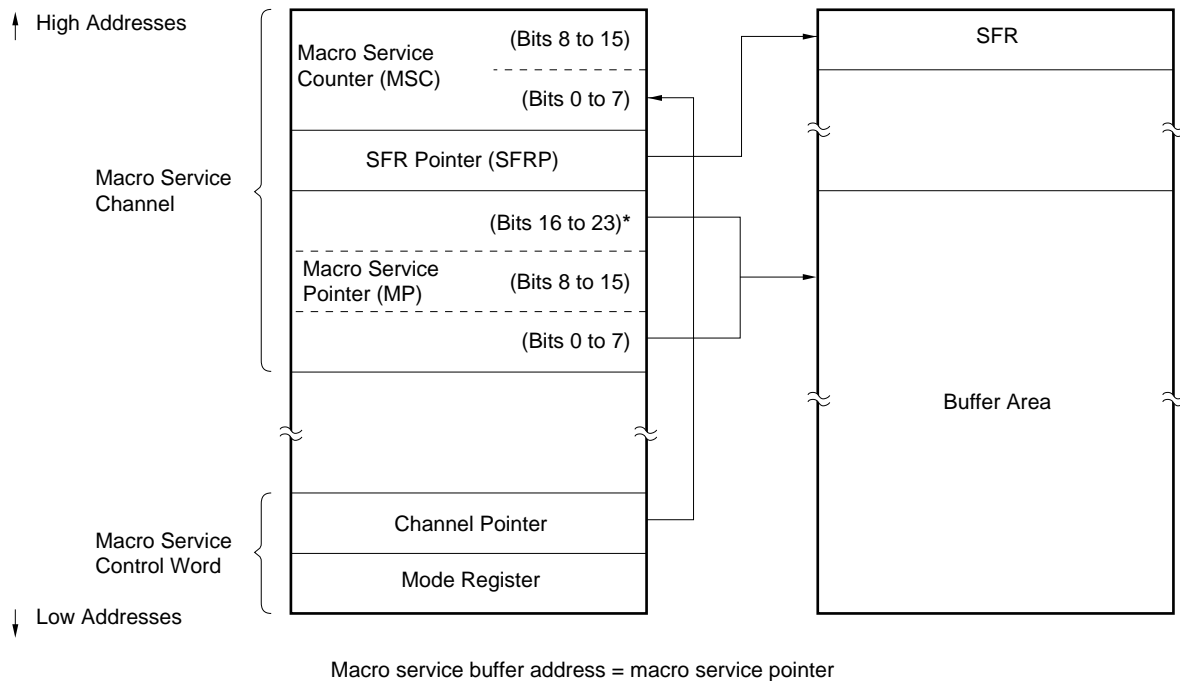 High Addresses
Macro Service
Counter (MSC)
(Bits 8 to 15)
(Bits 0 to 7)
SFR Pointer (SFRP)
Macro Service
Channel
(Bits 16 to 23)*
Macro Service
Pointer (MP)
(Bits 8 to 15)
(Bits 0 to 7)
Channel Pointer
Macro Service
Control Word
Mode Register
Low Addresses
SFR
Buffer Area
Macro service buffer address = macro service pointer